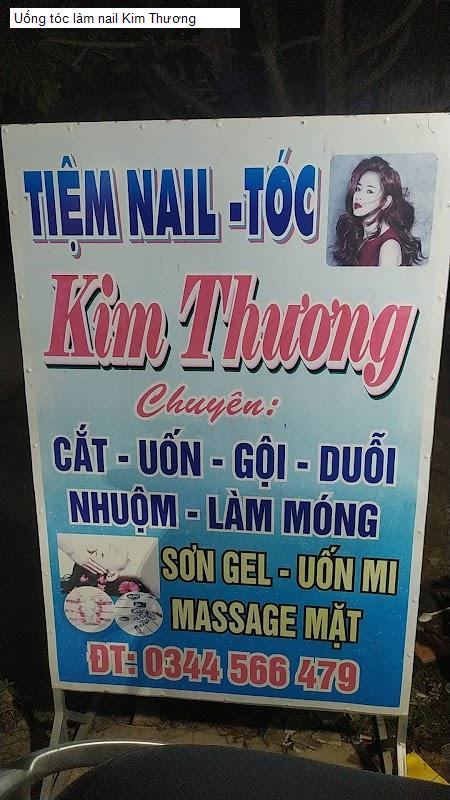 Uống tóc làm nail Kim Thương
TIỆM NAIL -TÓC
Kim Thương
Chuyên:
CẮT - UỐN - GỘI - DUỖI
NHUỘM - LÀM MÓNG
SƠN GEL - UỐN MI
MASSAGE MẶT
ĐT: 0344 566 479